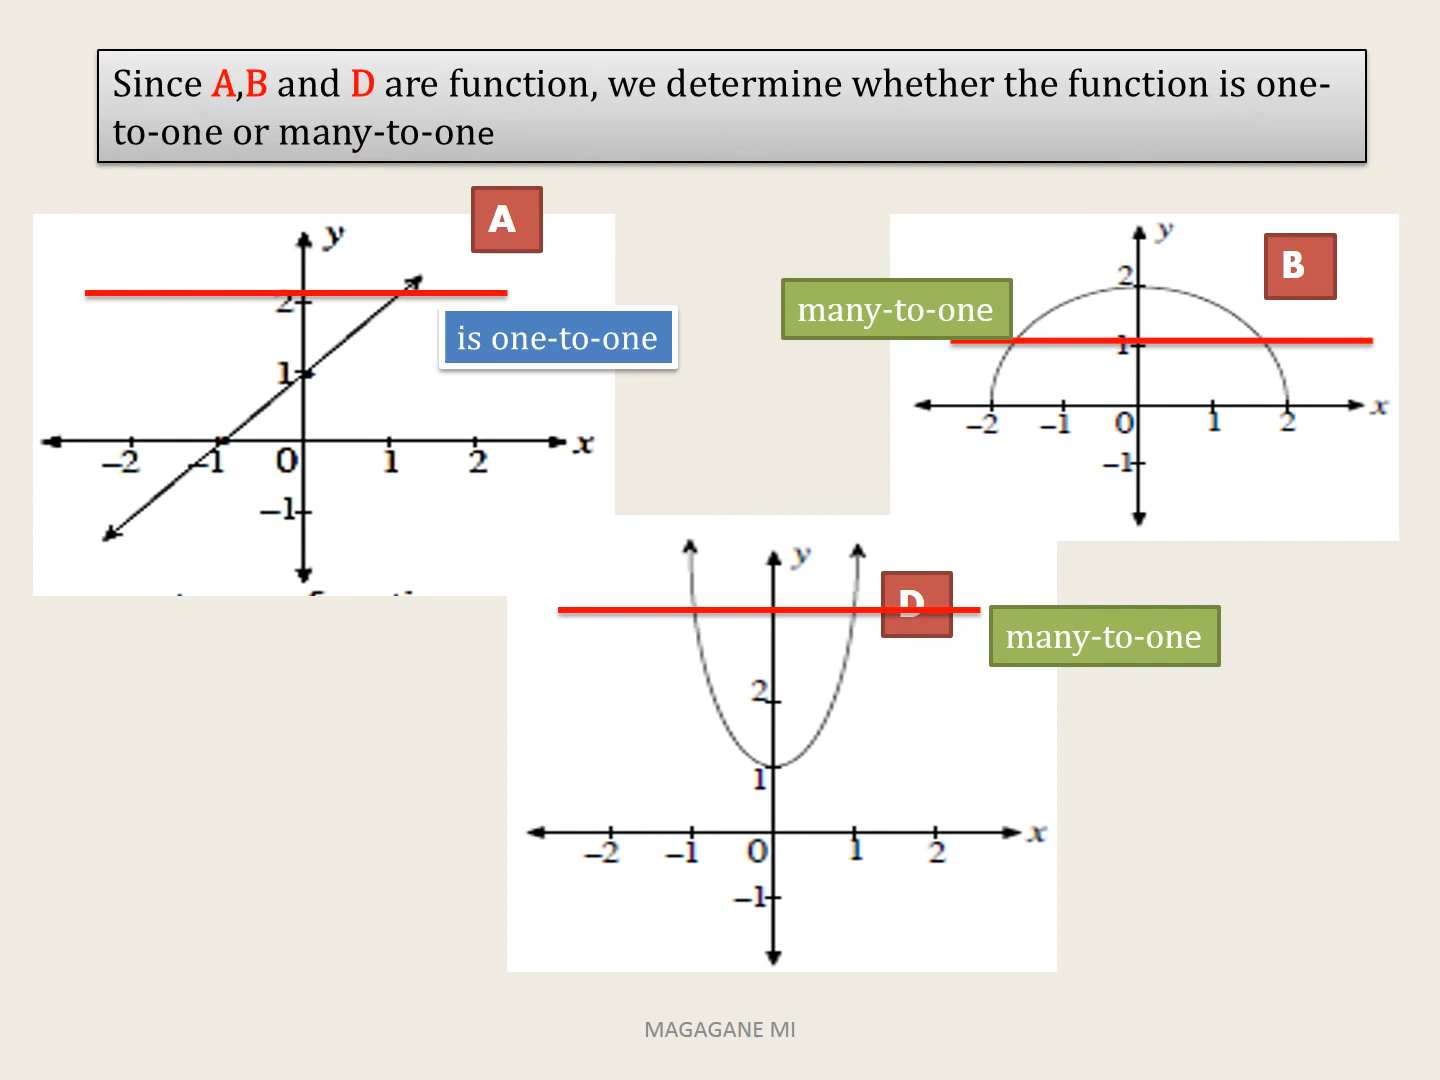 Since A,B and D are function, we determine whether the function is one-
to-one or many-to-one
A
y
2
1
−2
−1
0
1
2
x
−1
is one-to-one
B
y
many-to-one
2
1
−2
−1
0
1
2
x
−1
D
y
many-to-one
2
1
−2
−1
0
1
2
x
−1
MAGAGANE MI